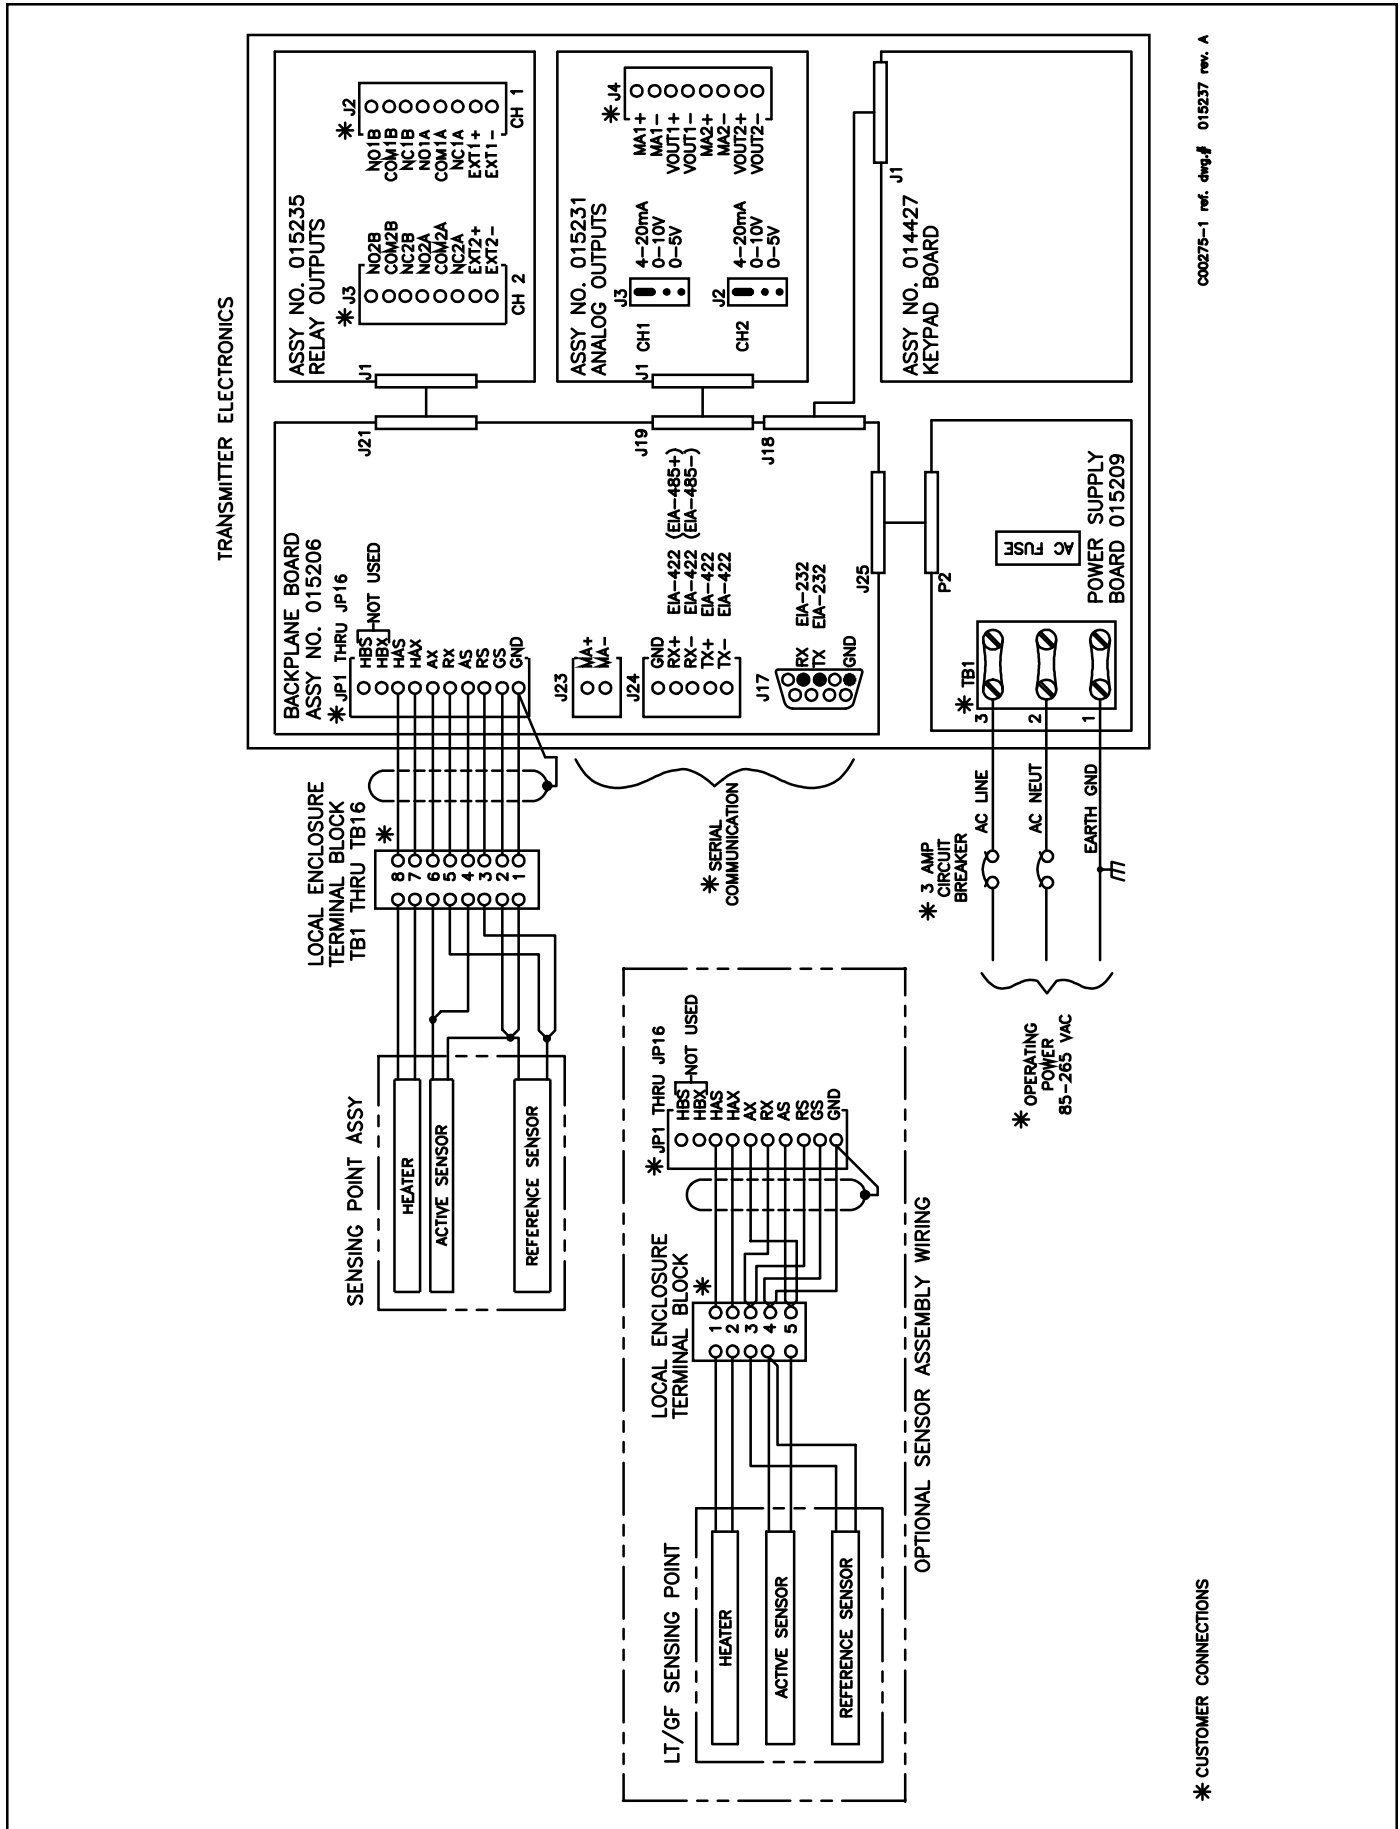 TRANSMITTER ELECTRONICS
BACKPLANE BOARD
ASSY NO. 015206
✱ JP1 THRU JP16
HBS
HBX
NOT USED
HAS
HAX
AX
RX
AS
RS
GS
GND
J23
MA+
MA-
J24
GND
RX+ EIA-422 (EIA-485+)
RX- EIA-422 (EIA-485-)
TX+ EIA-422
TX- EIA-422
J17
RX EIA-232
TX EIA-232
GND
J21
J19
J18
J25
ASSY NO. 015235
RELAY OUTPUTS
J1
✱ J3
NO2B
COM2B
NC2B
NO2A
COM2A
NC2A
EXT2+
EXT2-
CH 2
✱ J2
NO1B
COM1B
NC1B
NO1A
COM1A
NC1A
EXT1+
EXT1-
CH 1
ASSY NO. 015231
ANALOG OUTPUTS
J1
CH1
J3
4-20mA
0-10V
0-5V
CH2
J2
4-20mA
0-10V
0-5V
✱ J4
MA1+
MA1-
VOUT1+
VOUT1-
MA2+
MA2-
VOUT2+
VOUT2-
ASSY NO. 014427
KEYPAD BOARD
J1
P2
POWER SUPPLY
BOARD 015209
AC FUSE
✱ TB1
3
2
1
AC LINE
AC NEUT
EARTH GND
✱ 3 AMP
CIRCUIT
BREAKER
✱ OPERATING
POWER
85-265 VAC
✱ SERIAL
COMMUNICATION
LOCAL ENCLOSURE
TERMINAL BLOCK
TB1 THRU TB16
✱
8
7
6
5
4
3
2
1
SENSING POINT ASSY
HEATER
ACTIVE SENSOR
REFERENCE SENSOR
✱ JP1 THRU JP16
HBS
HBX
NOT USED
HAS
HAX
AX
RX
AS
RS
GS
GND
LOCAL ENCLOSURE
TERMINAL BLOCK
✱
1
2
3
4
5
LT/GF SENSING POINT
HEATER
ACTIVE SENSOR
REFERENCE SENSOR
OPTIONAL SENSOR ASSEMBLY WIRING
✱ CUSTOMER CONNECTIONS
C00275-1 ref. dwg.# 015237 rev. A